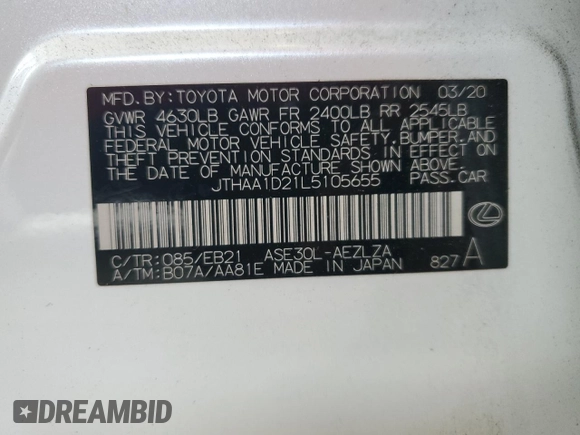 MFD. BY: TOYOTA MOTOR CORPORATION 03/20
GVWR 4630LB GAWR FR 2400LB RR 2545LB
THIS VEHICLE CONFORMS TO ALL APPLICABLE
FEDERAL MOTOR VEHICLE SAFETY, BUMPER, AND
THEFT PREVENTION STANDARDS IN EFFECT ON
THE DATE OF MANUFACTURE SHOWN ABOVE.
JTHAA1D21L5105655 PASS.CAR
C/TR: 085/EB21 ASE30L-AEZLZA
A/TM: B07A/AA81E MADE IN JAPAN 827 A
DREAMBID